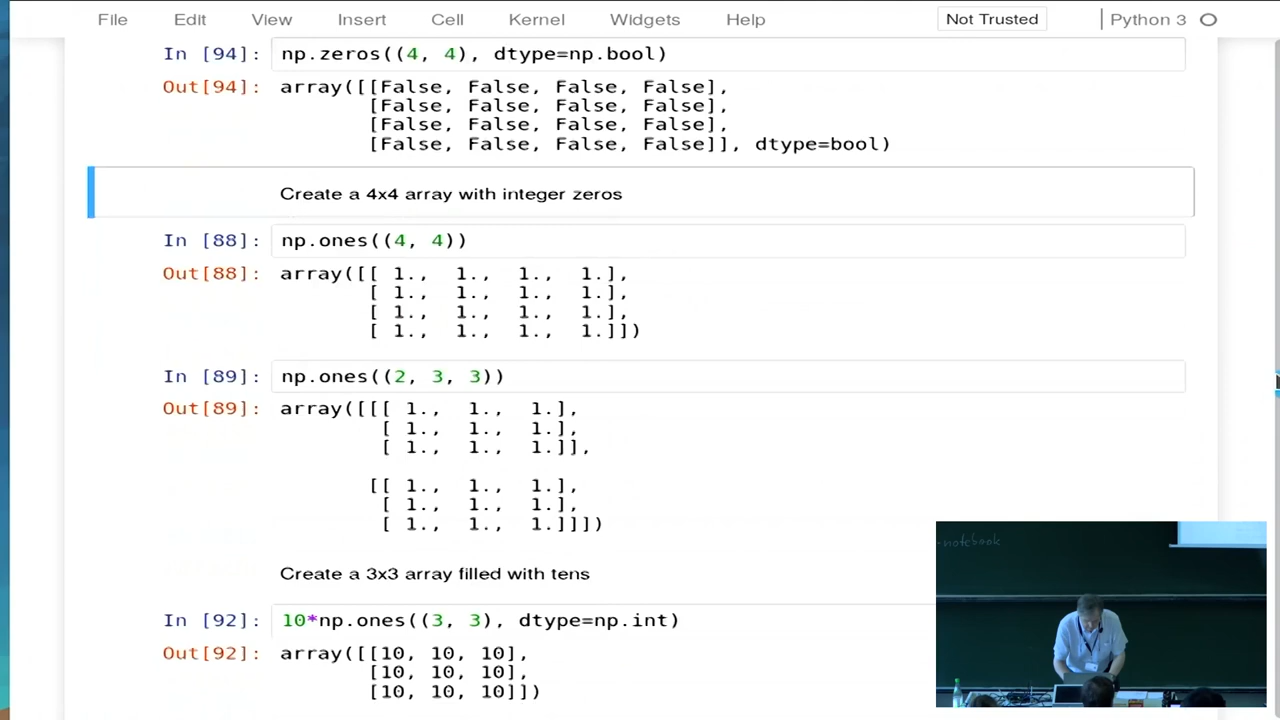 File Edit View Insert Cell Kernel Widgets Help Not Trusted Python 3
In [94]: np.zeros((4, 4), dtype=np.bool)
Out[94]: array([[False, False, False, False],
[False, False, False, False],
[False, False, False, False],
[False, False, False, False]], dtype=bool)
Create a 4x4 array with integer zeros
In [88]: np.ones((4, 4))
Out[88]: array([[ 1., 1., 1., 1.],
[ 1., 1., 1., 1.],
[ 1., 1., 1., 1.],
[ 1., 1., 1., 1.]])
In [89]: np.ones((2, 3, 3))
Out[89]: array([[[ 1., 1., 1.],
[ 1., 1., 1.],
[ 1., 1., 1.]],
[[ 1., 1., 1.],
[ 1., 1., 1.],
[ 1., 1., 1.]]])
-notebook
Create a 3x3 array filled with tens
In [92]: 10*np.ones((3, 3), dtype=np.int)
Out[92]: array([[10, 10, 10],
[10, 10, 10],
[10, 10, 10]])